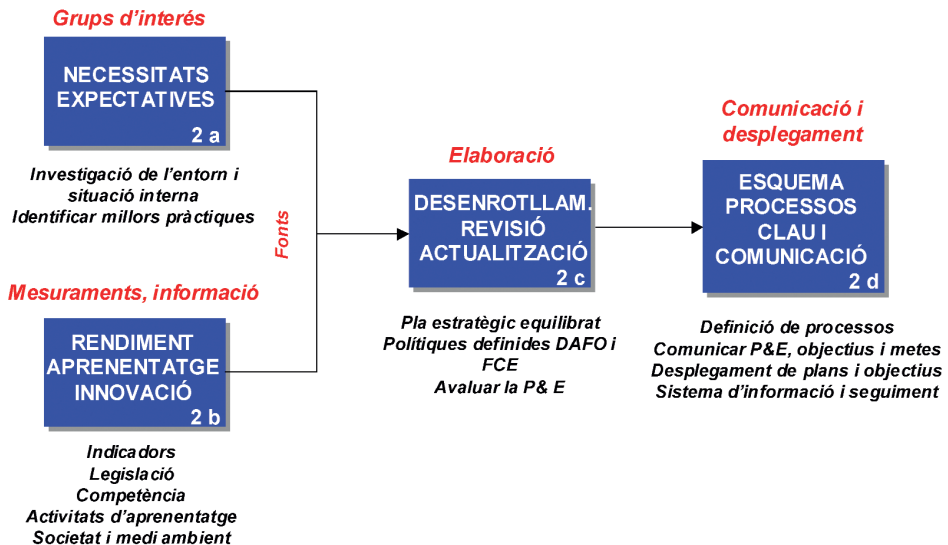 Grups d'interés
NECESSITATS
EXPECTATIVES
2 a
Investigació de l'entorn i
situació interna
Identificar millors pràctiques
Mesuraments, informació
RENDIMENT
APRENENTATGE
INNOVACIÓ
2 b
Indicadors
Legislació
Competència
Activitats d'aprenentatge
Societat i medi ambient
Fonts
Elaboració
DESENROTLLAM.
REVISIÓ
ACTUALITZACIÓ
2 c
Pla estratègic equilibrat
Polítiques definides DAFO i
FCE
Avaluar la P& E
Comunicació i
desplegament
ESQUEMA
PROCESSOS
CLAU I
COMUNICACIÓ
2 d
Definició de processos
Comunicar P&E, objectius i metes
Desplegament de plans i objectius
Sistema d'informació i seguiment